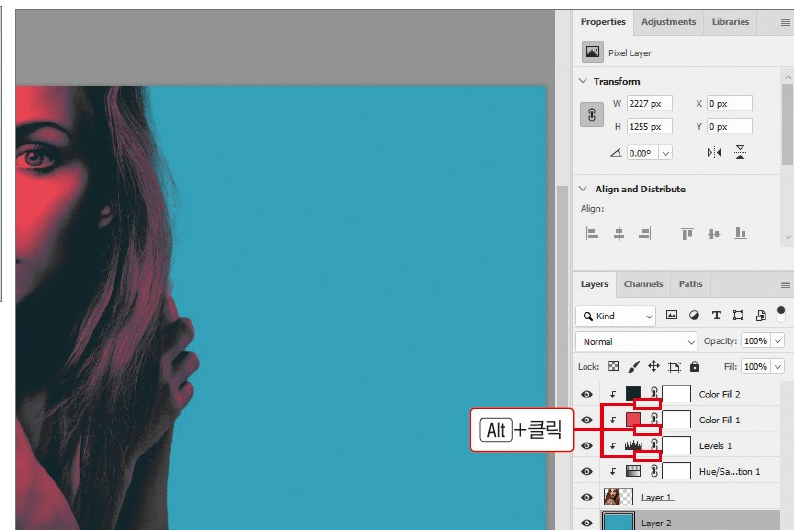 Properties Adjustments Libraries
Pixel Layer
Transform
W 2227 px X 0 px
H 1255 px Y 0 px
0.00°
Align and Distribute
Align:
Layers Channels Paths
Kind
Normal Opacity: 100%
Lock: Fill: 100%
Color Fill 2
Alt+클릭
Color Fill 1
Levels 1
Hue/Sa...tion 1
Layer 1
Layer 2